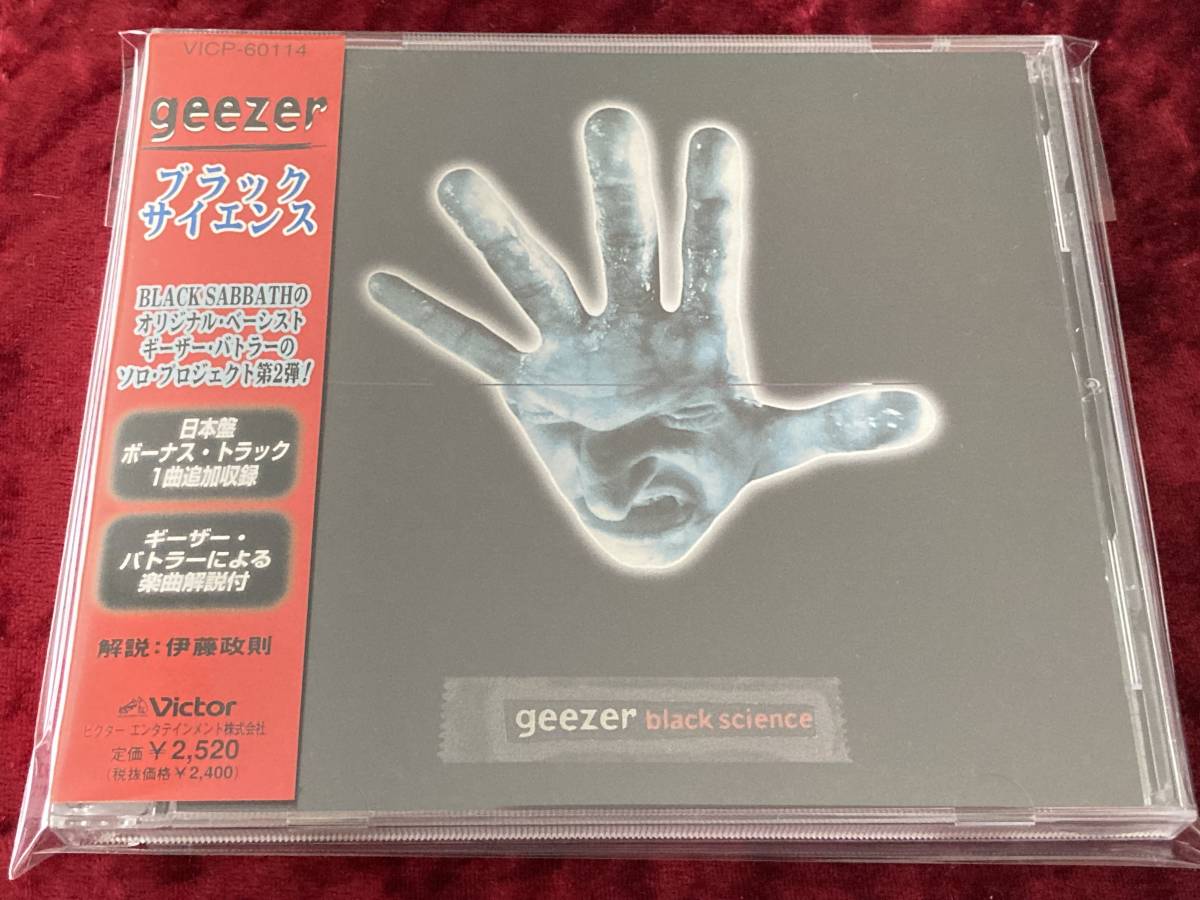 VICP-60114
geezer
ブラック
サイエンス
BLACK SABBATHの
オリジナル・ベーシスト
ギーザー・バトラーの
ソロ・プロジェクト第2弾!
日本盤
ボーナス・トラック
1曲追加収録
ギーザー・
バトラーによる
楽曲解説付
解説:伊藤政則
Victor
ビクター エンタテインメント株式会社
定価¥2,520
(税抜価格¥2,400)
geezer black science